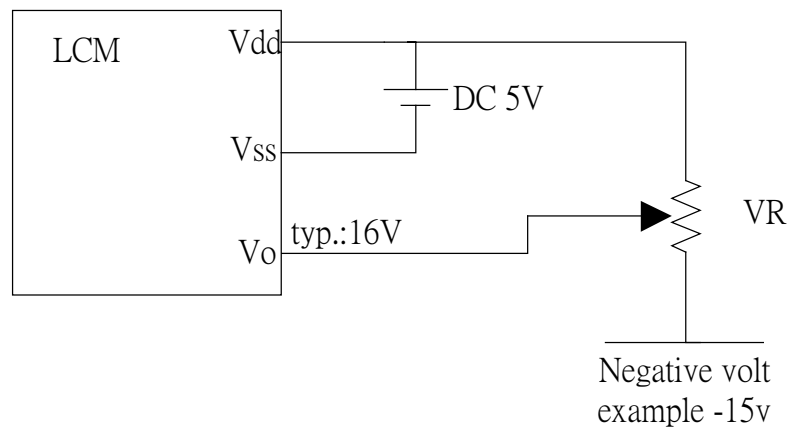 LCM
Vdd
DC 5V
Vss
VR
typ.:16V
Vo
Negative volt
example -15v